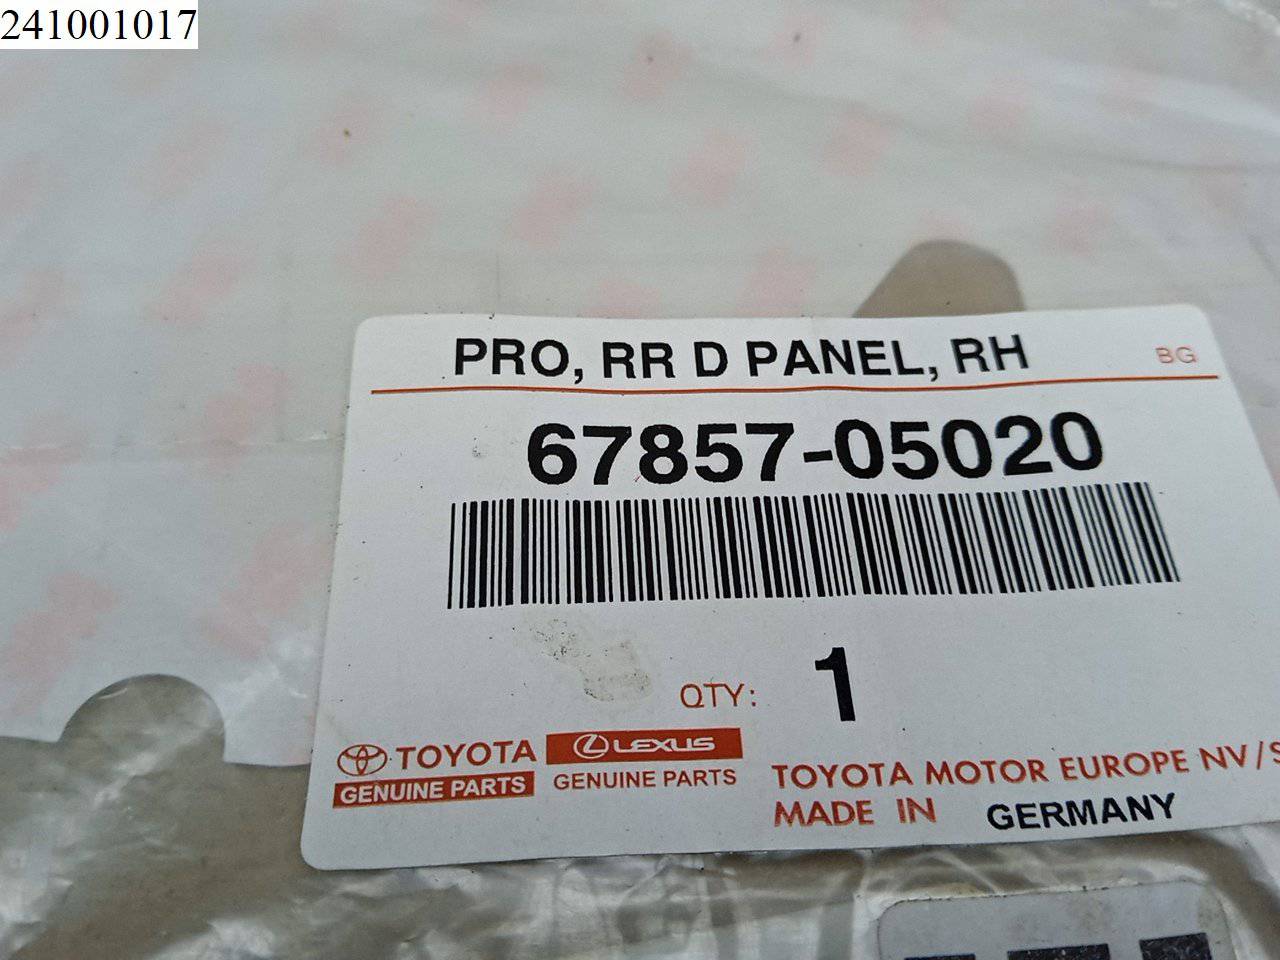 241001017
PRO, RR D PANEL, RH
BG
67857-05020
QTY: 1
TOYOTA
GENUINE PARTS
LEXUS
GENUINE PARTS
TOYOTA MOTOR EUROPE NV/S
MADE IN GERMANY